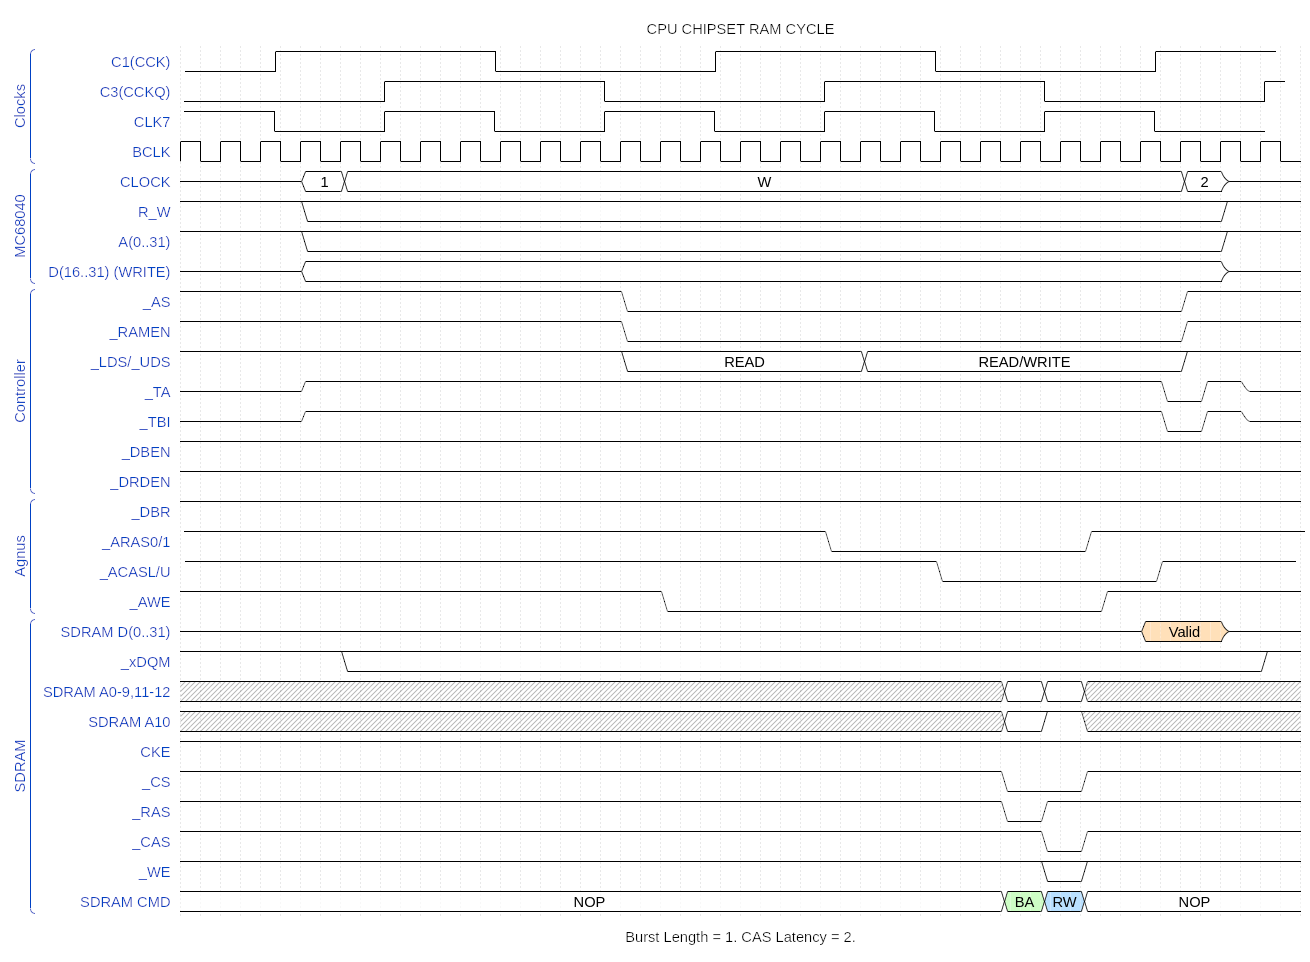 CPU CHIPSET RAM CYCLE
Clocks
C1(CCK)
C3(CCKQ)
CLK7
BCLK
MC68040
CLOCK 1 W 2
R_W
A(0..31)
D(16..31) (WRITE)
Controller
_AS
_RAMEN
_LDS/_UDS READ READ/WRITE
_TA
_TBI
_DBEN
_DRDEN
Agnus
_DBR
_ARAS0/1
_ACASL/U
_AWE
SDRAM
SDRAM D(0..31) Valid
_xDQM
SDRAM A0-9,11-12
SDRAM A10
CKE
_CS
_RAS
_CAS
_WE
SDRAM CMD NOP BA RW NOP
Burst Length = 1. CAS Latency = 2.